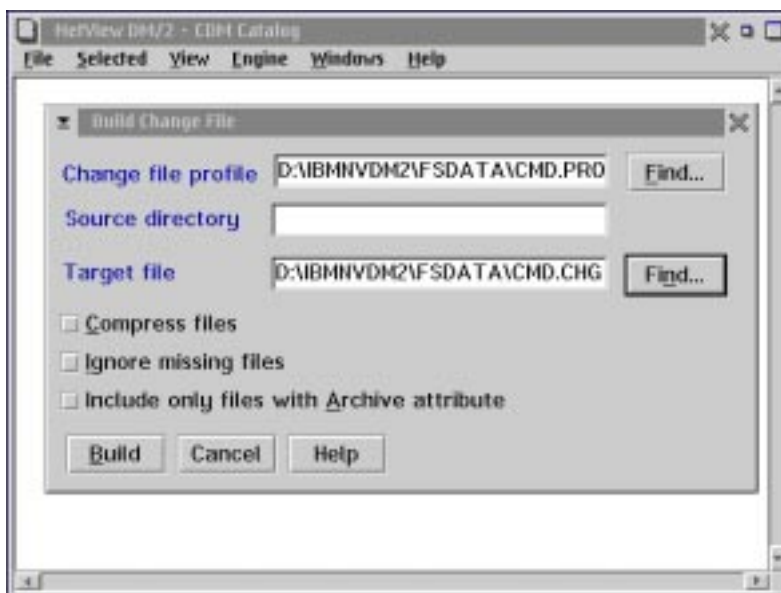 NetView DM/2 - CDM Catalog
File Selected View Engine Windows Help
Build Change File
Change file profile D:\IBMNVDM2\FSDATA\CMD.PRO Find...
Source directory
Target file D:\IBMNVDM2\FSDATA\CMD.CHG Find...
Compress files
Ignore missing files
Include only files with Archive attribute
Build Cancel Help